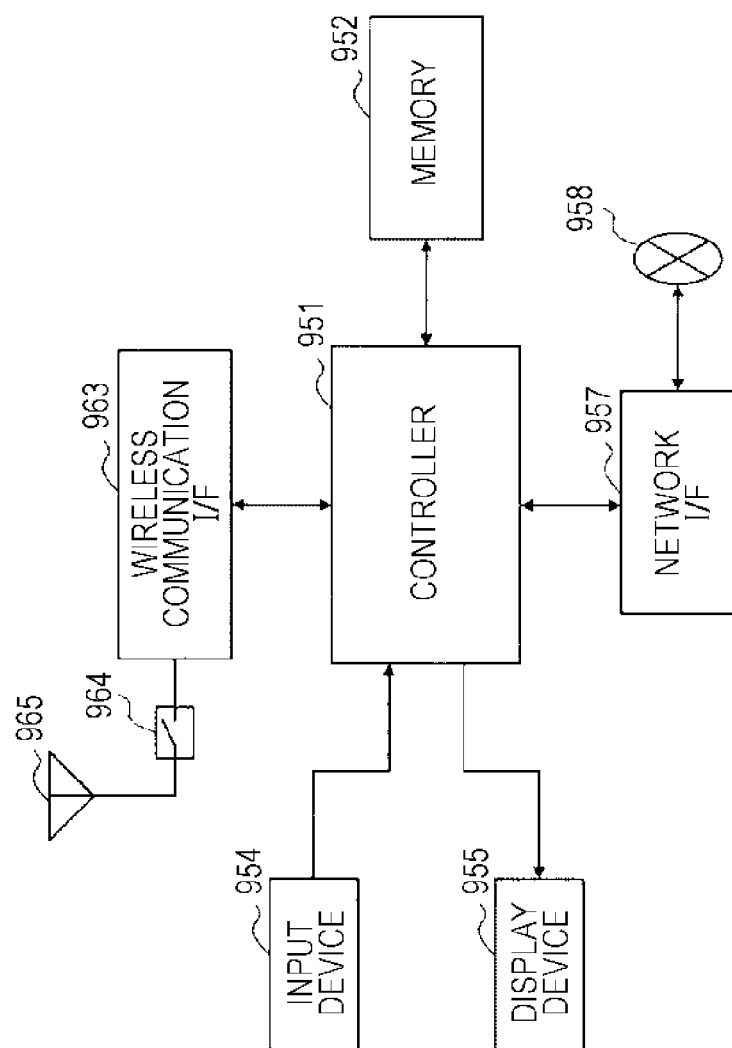 965
964
963
WIRELESS
COMMUNICATION
I/F
954
INPUT
DEVICE
951
CONTROLLER
952
MEMORY
955
DISPLAY
DEVICE
957
NETWORK
I/F
958